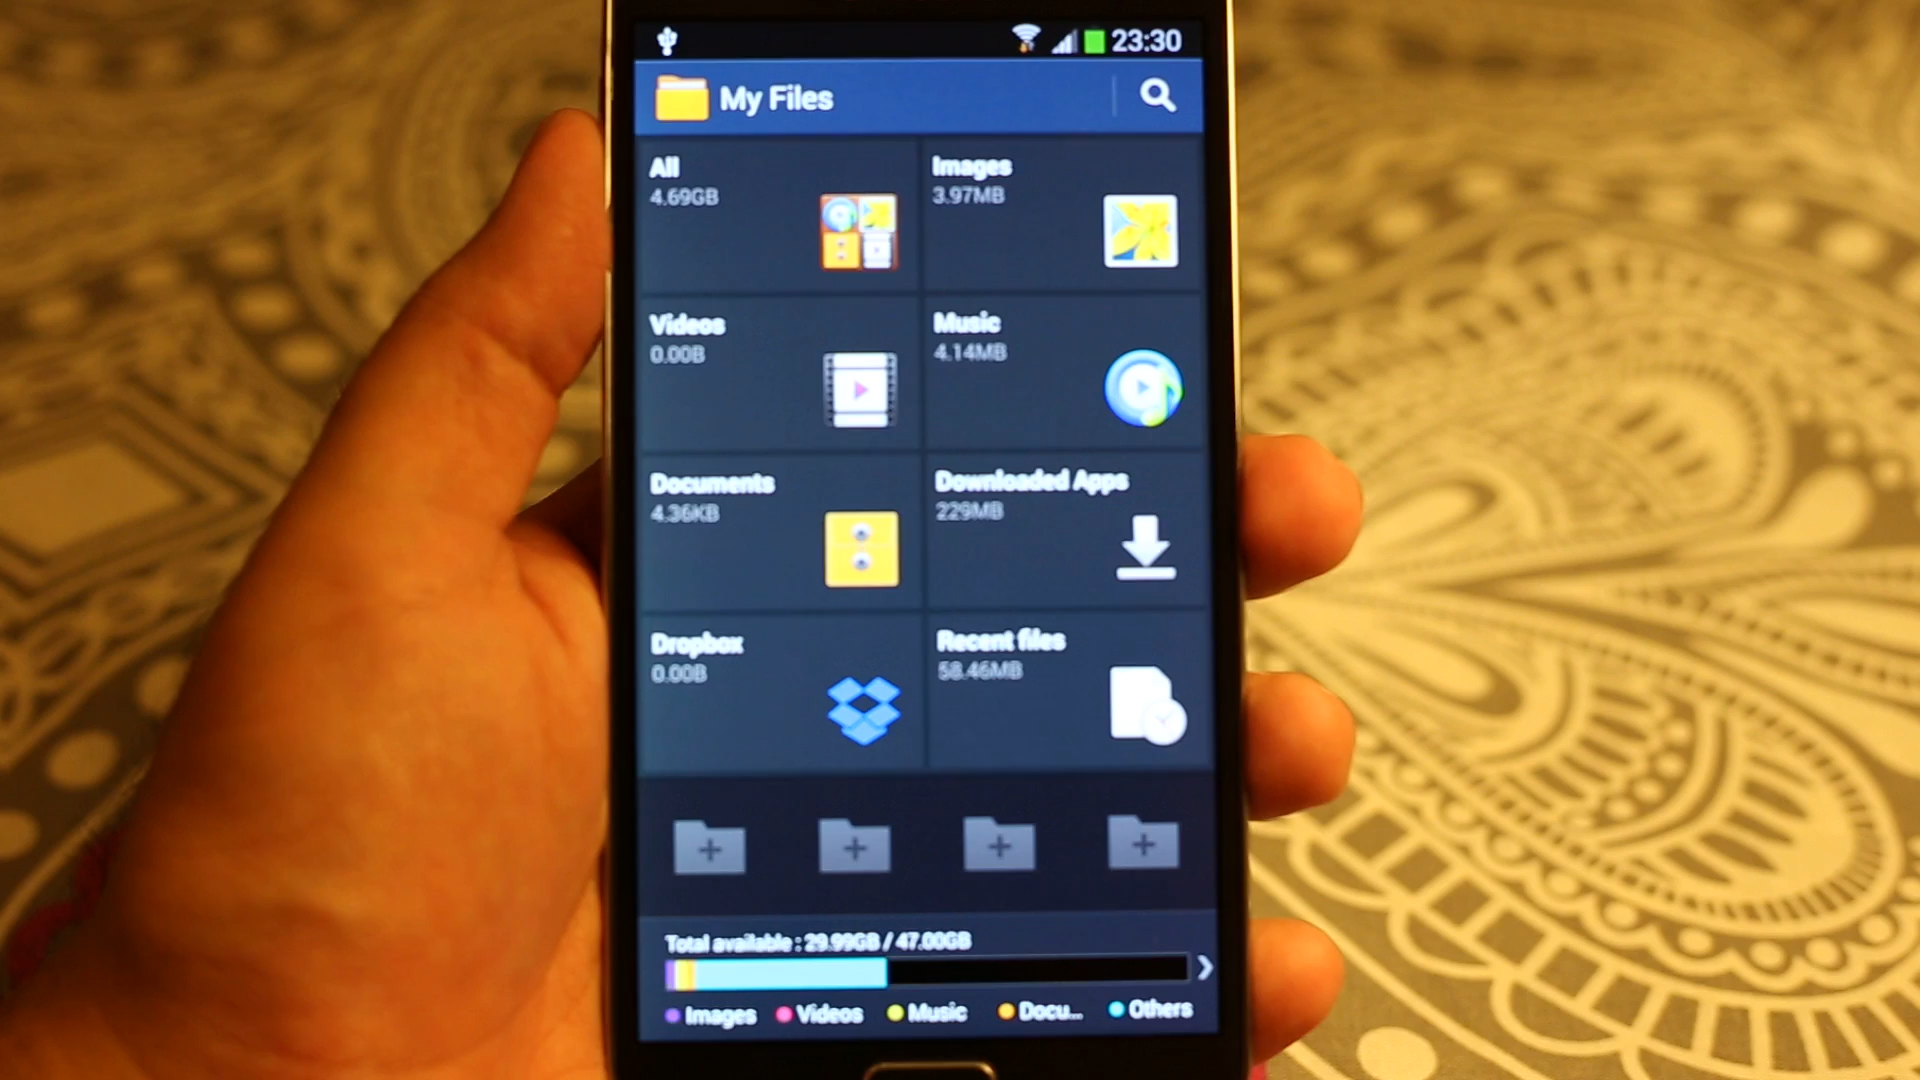 23:30
My Files
All
4.69GB
Images
3.97MB
Videos
0.00B
Music
4.14MB
Documents
4.36KB
Downloaded Apps
229MB
Dropbox
0.00B
Recent files
58.46MB
Total available : 29.99GB / 47.00GB
Images Videos Music Docu... Others